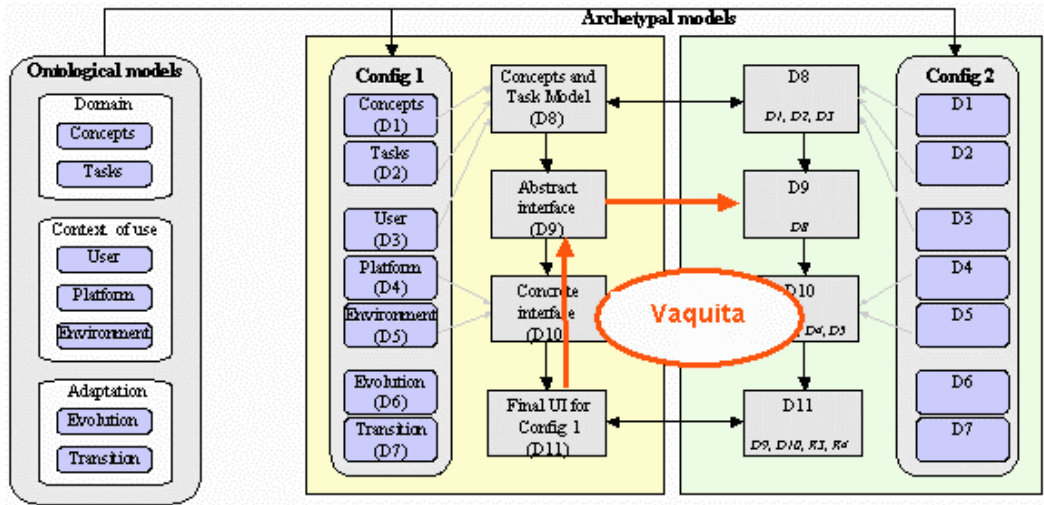 Archetypal models
Ontological models
Domain
Concepts
Tasks
Context of use
User
Platform
Environment
Adaptation
Evolution
Transition
Config 1
Concepts
(D1)
Tasks
(D2)
User
(D3)
Platform
(D4)
Environment
(D5)
Evolution
(D6)
Transition
(D7)
Concepts and
Task Model
(D8)
Abstract
interface
(D9)
Concrete
interface
(D10
Final UI for
Config 1
(D11)
Vaquita
D8
D1, D2, D3
D9
D8
D10
D4, D5
D11
D9, D10, R3, R4
Config 2
D1
D2
D3
D4
D5
D6
D7